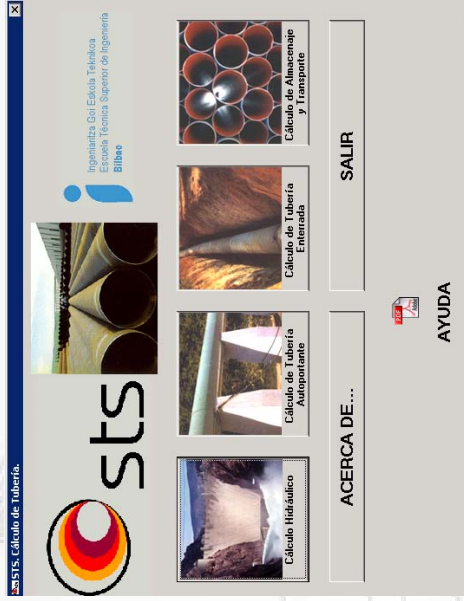 STS. Cálculo de Tubería.
sts
Ingeniaritza Goi Eskola Teknikoa
Escuela Técnica Superior de Ingeniería
Bilbao
Cálculo Hidráulico
Cálculo de Tubería
Autoportante
Cálculo de Tubería
Enterrada
Cálculo de Almacenaje
y Transporte
ACERCA DE...
SALIR
PDF
AYUDA